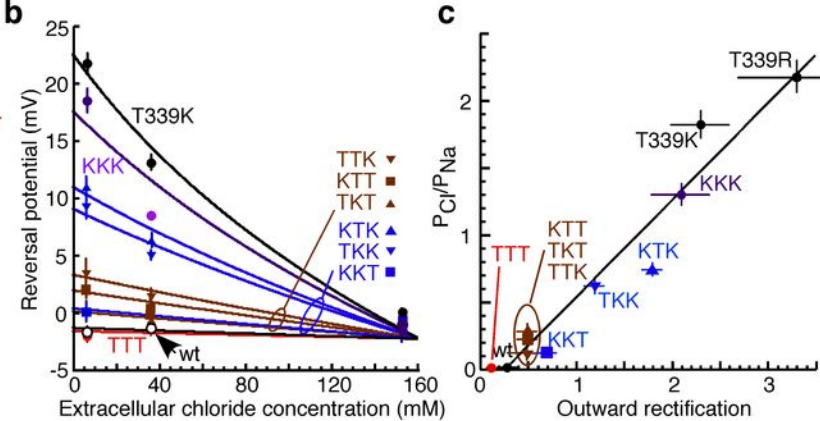 b
25
20
15
10
5
0
-5
Reversal potential (mV)
T339K
KKK
TTK
KTT
TKT
KTK
TKK
KKT
TTT
wt
0 40 80 120 160
Extracellular chloride concentration (mM)
c
2
1
0
PCl/PNa
T339R
T339K
KKK
KTT
TKT
TTK
TTT
KTK
TKK
KKT
wt
0 1 2 3
Outward rectification